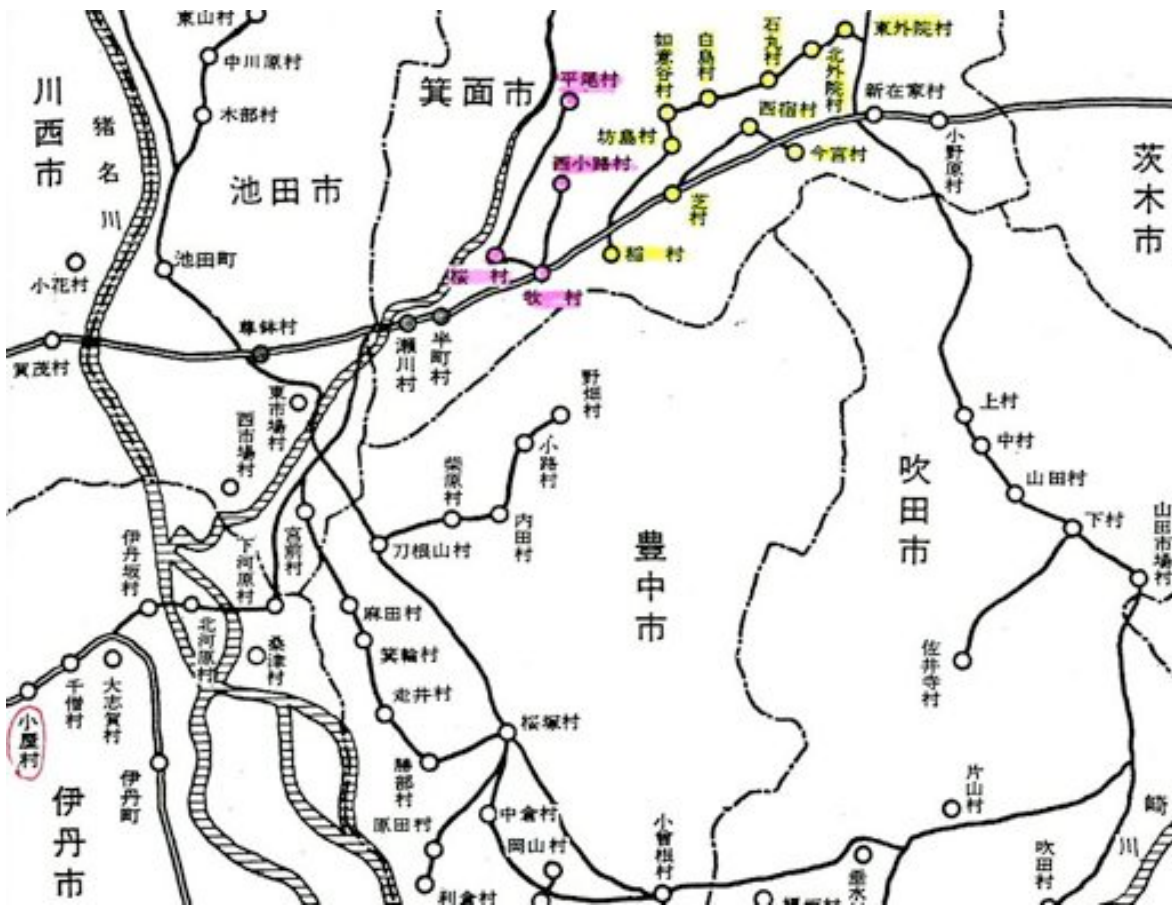 東山村
中川原村
木部村
川西市
猪名川
池田市
箕面市
平尾村
西小路村
桜村
牧村
如意谷村
白島村
石丸村
北外院村
東外院村
坊島村
西宿村
今宮村
芝村
稲村
新在家村
小野原村
茨木市
小花村
池田町
賀茂村
尊鉢村
瀬川村
半町村
東市場村
西市場村
野畑村
小路村
柴原村
内田村
刀根山村
宮前村
下河原村
伊丹坂村
北河原村
桑津村
麻田村
箕輪村
走井村
勝部村
桜塚村
豊中市
吹田市
上村
中村
山田村
下村
山田市場村
佐井寺村
千僧村
大志賀村
小屋村
伊丹町
伊丹市
原田村
中倉村
岡山村
利倉村
小曾根村
片山村
吹田村
垂水
川